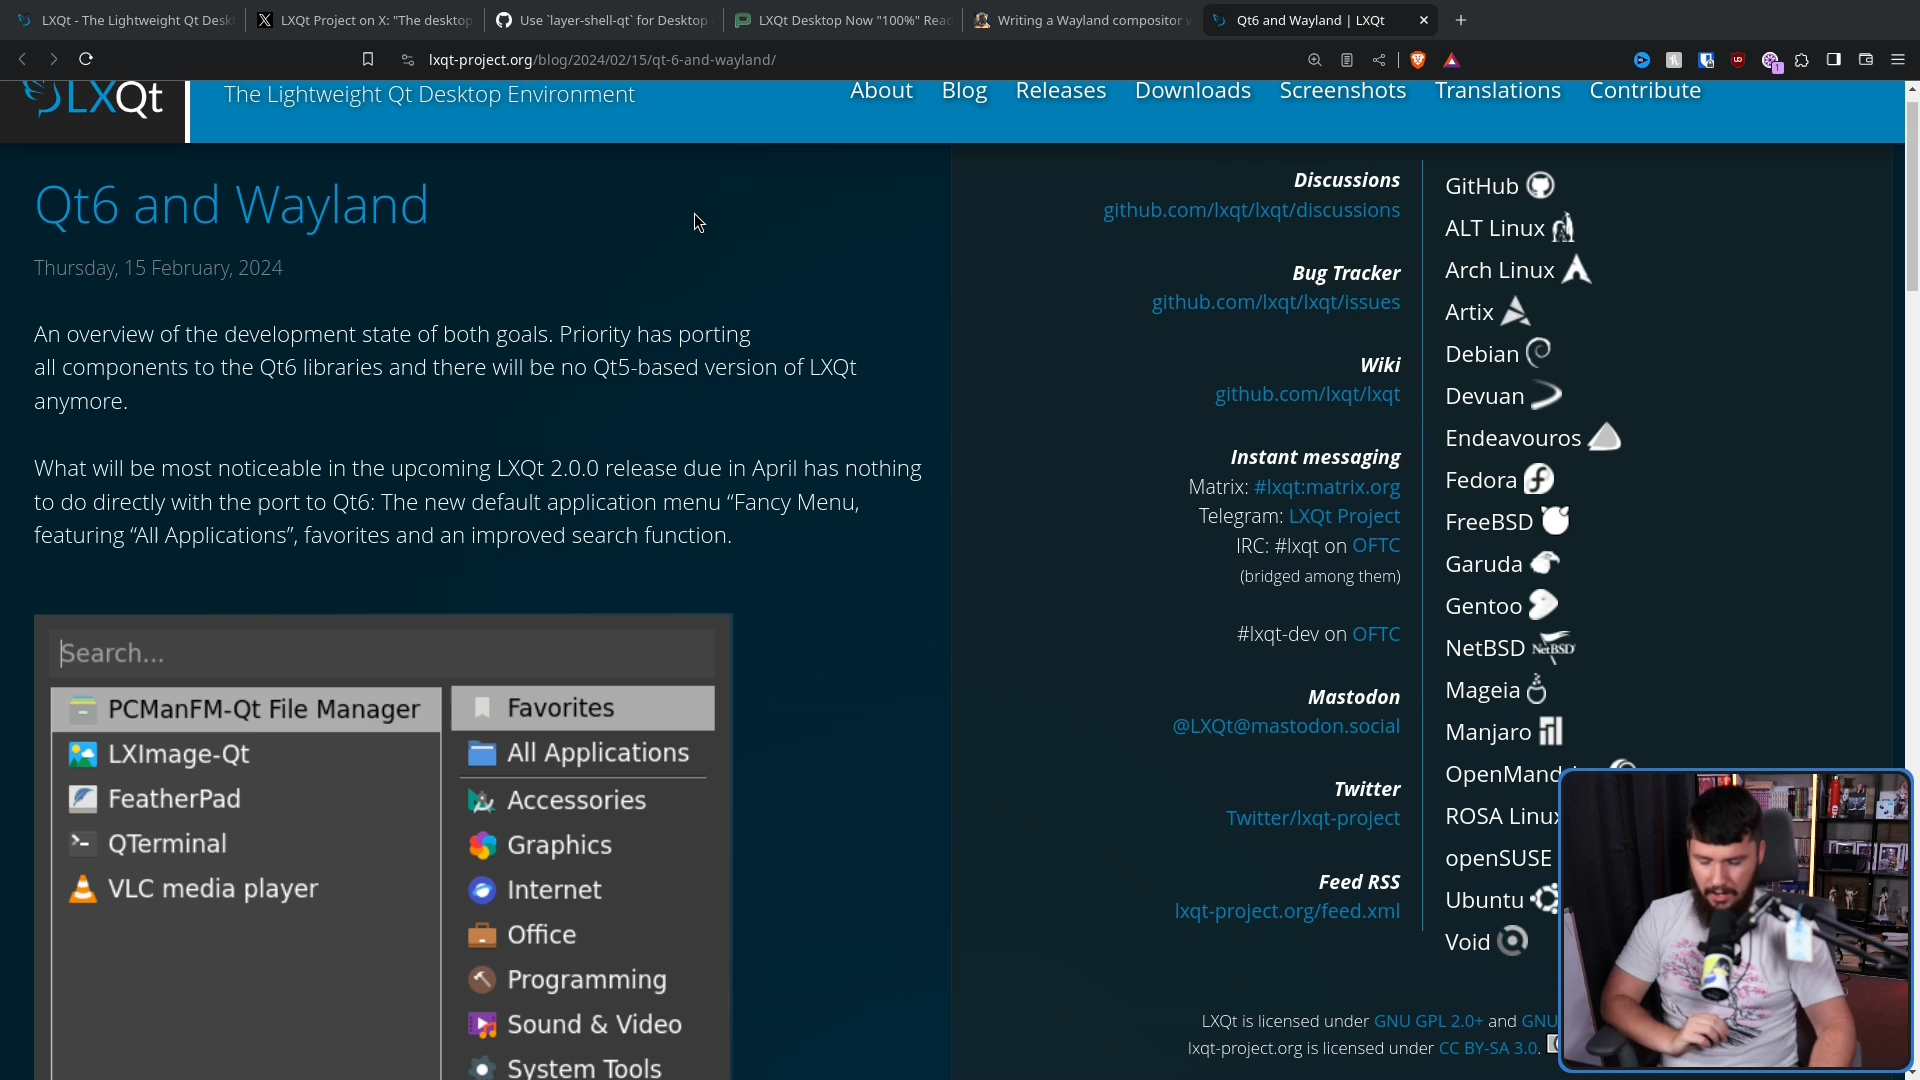 LXQt - The Lightweight Qt Deskt
LXQt Project on X: "The desktop
Use `layer-shell-qt` for Desktop
LXQt Desktop Now "100%" Rea
Writing a Wayland compositor w
Qt6 and Wayland | LXQt
lxqt-project.org/blog/2024/02/15/qt-6-and-wayland/
LXQt
The Lightweight Qt Desktop Environment
About
Blog
Releases
Downloads
Screenshots
Translations
Contribute
Qt6 and Wayland
Thursday, 15 February, 2024
An overview of the development state of both goals. Priority has porting
all components to the Qt6 libraries and there will be no Qt5-based version of LXQt
anymore.
What will be most noticeable in the upcoming LXQt 2.0.0 release due in April has nothing
to do directly with the port to Qt6: The new default application menu “Fancy Menu,
featuring “All Applications”, favorites and an improved search function.
Search...
PCManFM-Qt File Manager
LXImage-Qt
FeatherPad
QTerminal
VLC media player
Favorites
All Applications
Accessories
Graphics
Internet
Office
Programming
Sound & Video
System Tools
Discussions
github.com/lxqt/lxqt/discussions
Bug Tracker
github.com/lxqt/lxqt/issues
Wiki
github.com/lxqt/lxqt
Instant messaging
Matrix: #lxqt:matrix.org
Telegram: LXQt Project
IRC: #lxqt on OFTC
(bridged among them)
#lxqt-dev on OFTC
Mastodon
@LXQt@mastodon.social
Twitter
Twitter/lxqt-project
Feed RSS
lxqt-project.org/feed.xml
GitHub
ALT Linux
Arch Linux
Artix
Debian
Devuan
Endeavouros
Fedora
FreeBSD
Garuda
Gentoo
NetBSD
NetBSD
Mageia
Manjaro
OpenMand
ROSA Linux
openSUSE
Ubuntu
Void
LXQt is licensed under GNU GPL 2.0+ and GNU
lxqt-project.org is licensed under CC BY-SA 3.0.